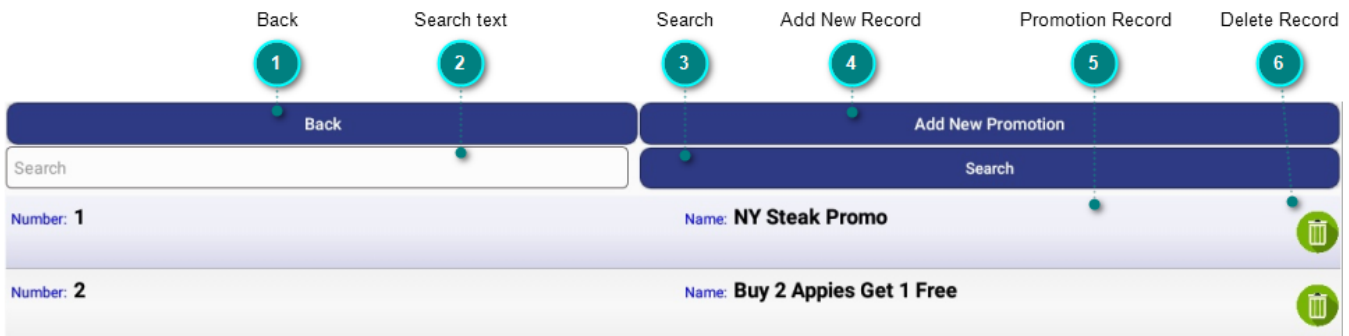 Back Search text Search Add New Record Promotion Record Delete Record
1 2 3 4 5 6
Back Add New Promotion
Search Search
Number: 1 Name: NY Steak Promo
Number: 2 Name: Buy 2 Appies Get 1 Free